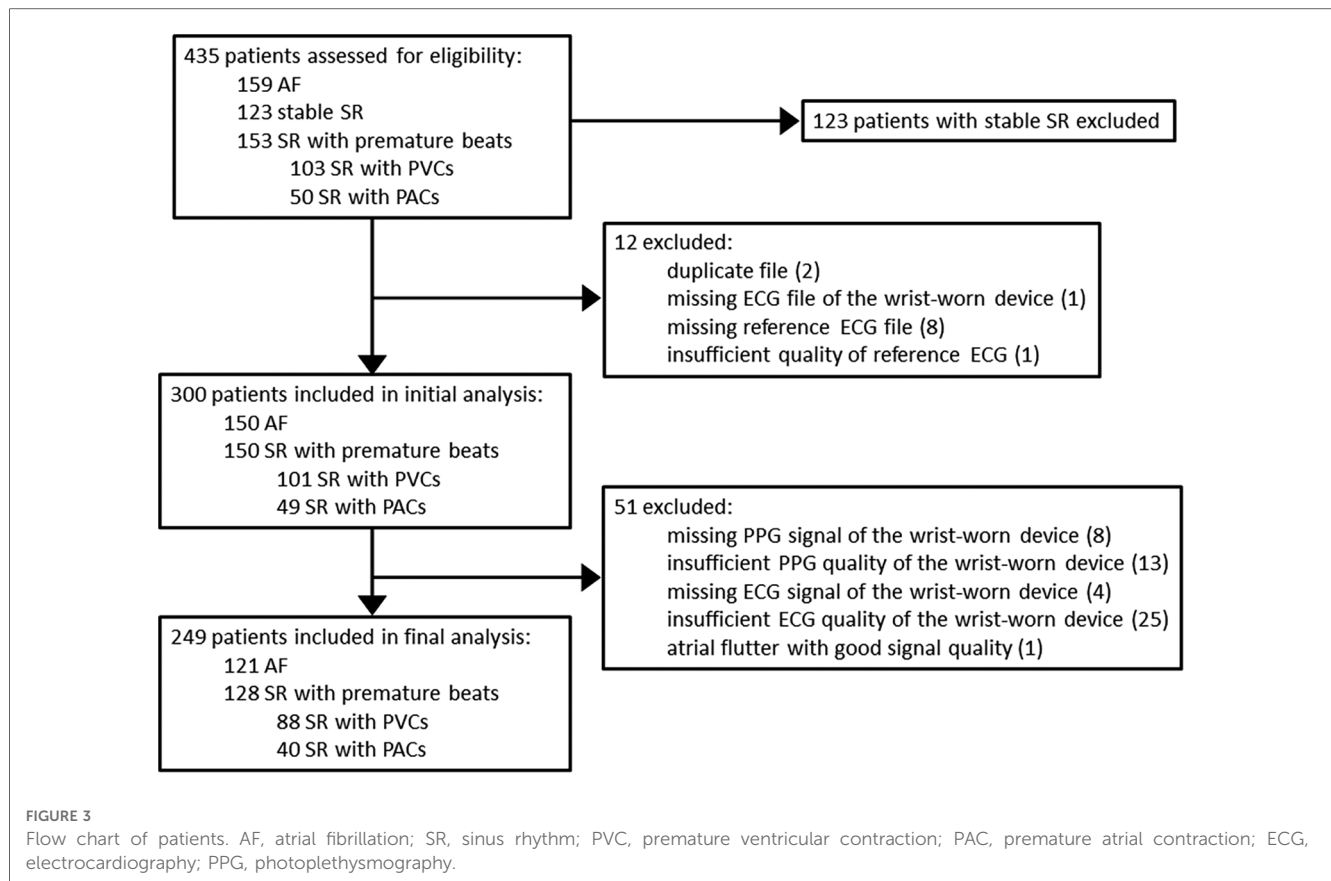 435 patients assessed for eligibility:
159 AF
123 stable SR
153 SR with premature beats
103 SR with PVCs
50 SR with PACs
123 patients with stable SR excluded
12 excluded:
duplicate file (2)
missing ECG file of the wrist-worn device (1)
missing reference ECG file (8)
insufficient quality of reference ECG (1)
300 patients included in initial analysis:
150 AF
150 SR with premature beats
101 SR with PVCs
49 SR with PACs
51 excluded:
missing PPG signal of the wrist-worn device (8)
insufficient PPG quality of the wrist-worn device (13)
missing ECG signal of the wrist-worn device (4)
insufficient ECG quality of the wrist-worn device (25)
atrial flutter with good signal quality (1)
249 patients included in final analysis:
121 AF
128 SR with premature beats
88 SR with PVCs
40 SR with PACs
FIGURE 3
Flow chart of patients. AF, atrial fibrillation; SR, sinus rhythm; PVC, premature ventricular contraction; PAC, premature atrial contraction; ECG,
electrocardiography; PPG, photoplethysmography.